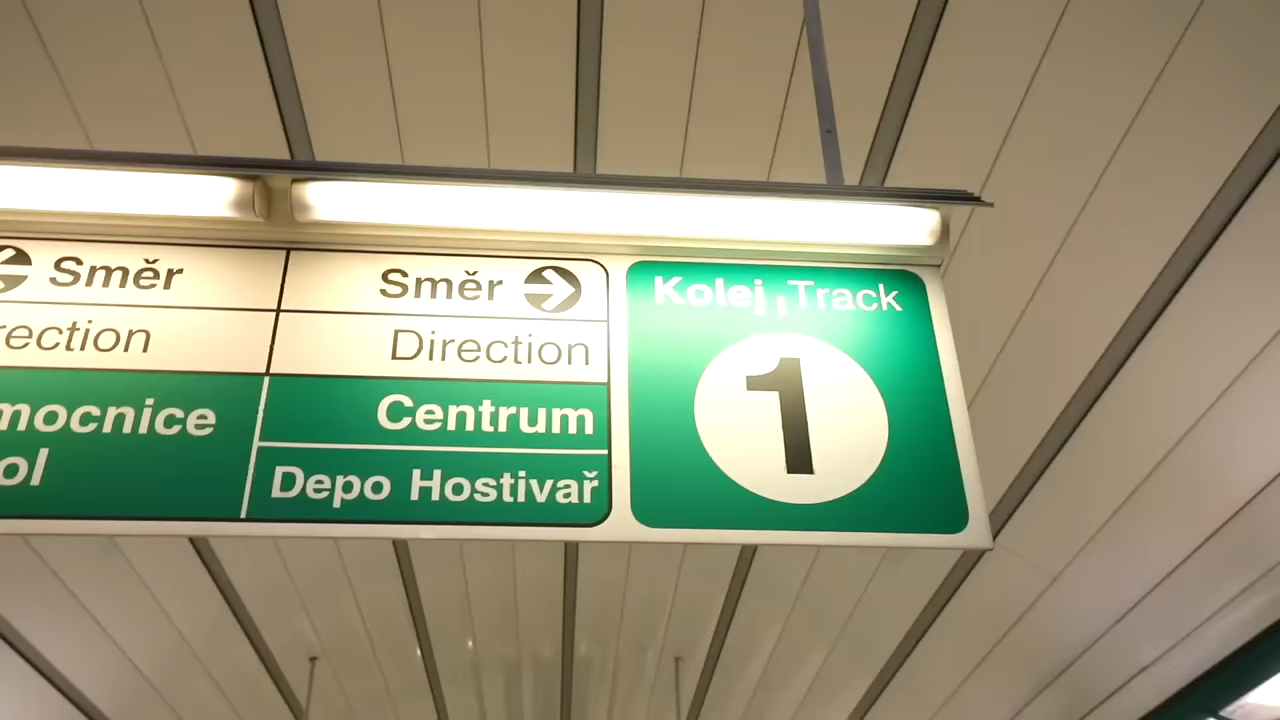 Směr
rection
mocnice
ol
Směr
Direction
Centrum
Depo Hostivař
Kolej Track
1